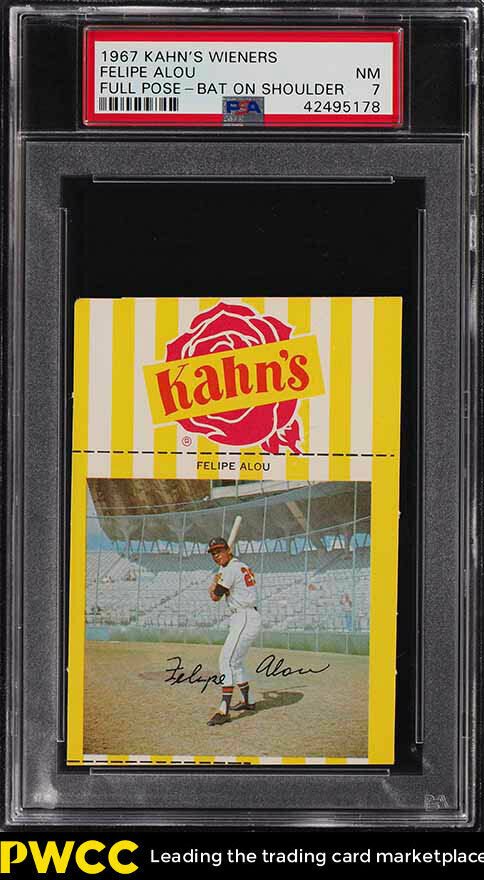 1967 KAHN'S WIENERS
FELIPE ALOU NM
FULL POSE - BAT ON SHOULDER 7
PSA 42495178
Kahn's
®
FELIPE ALOU
Felipe Alou
PWCC Leading the trading card marketplace